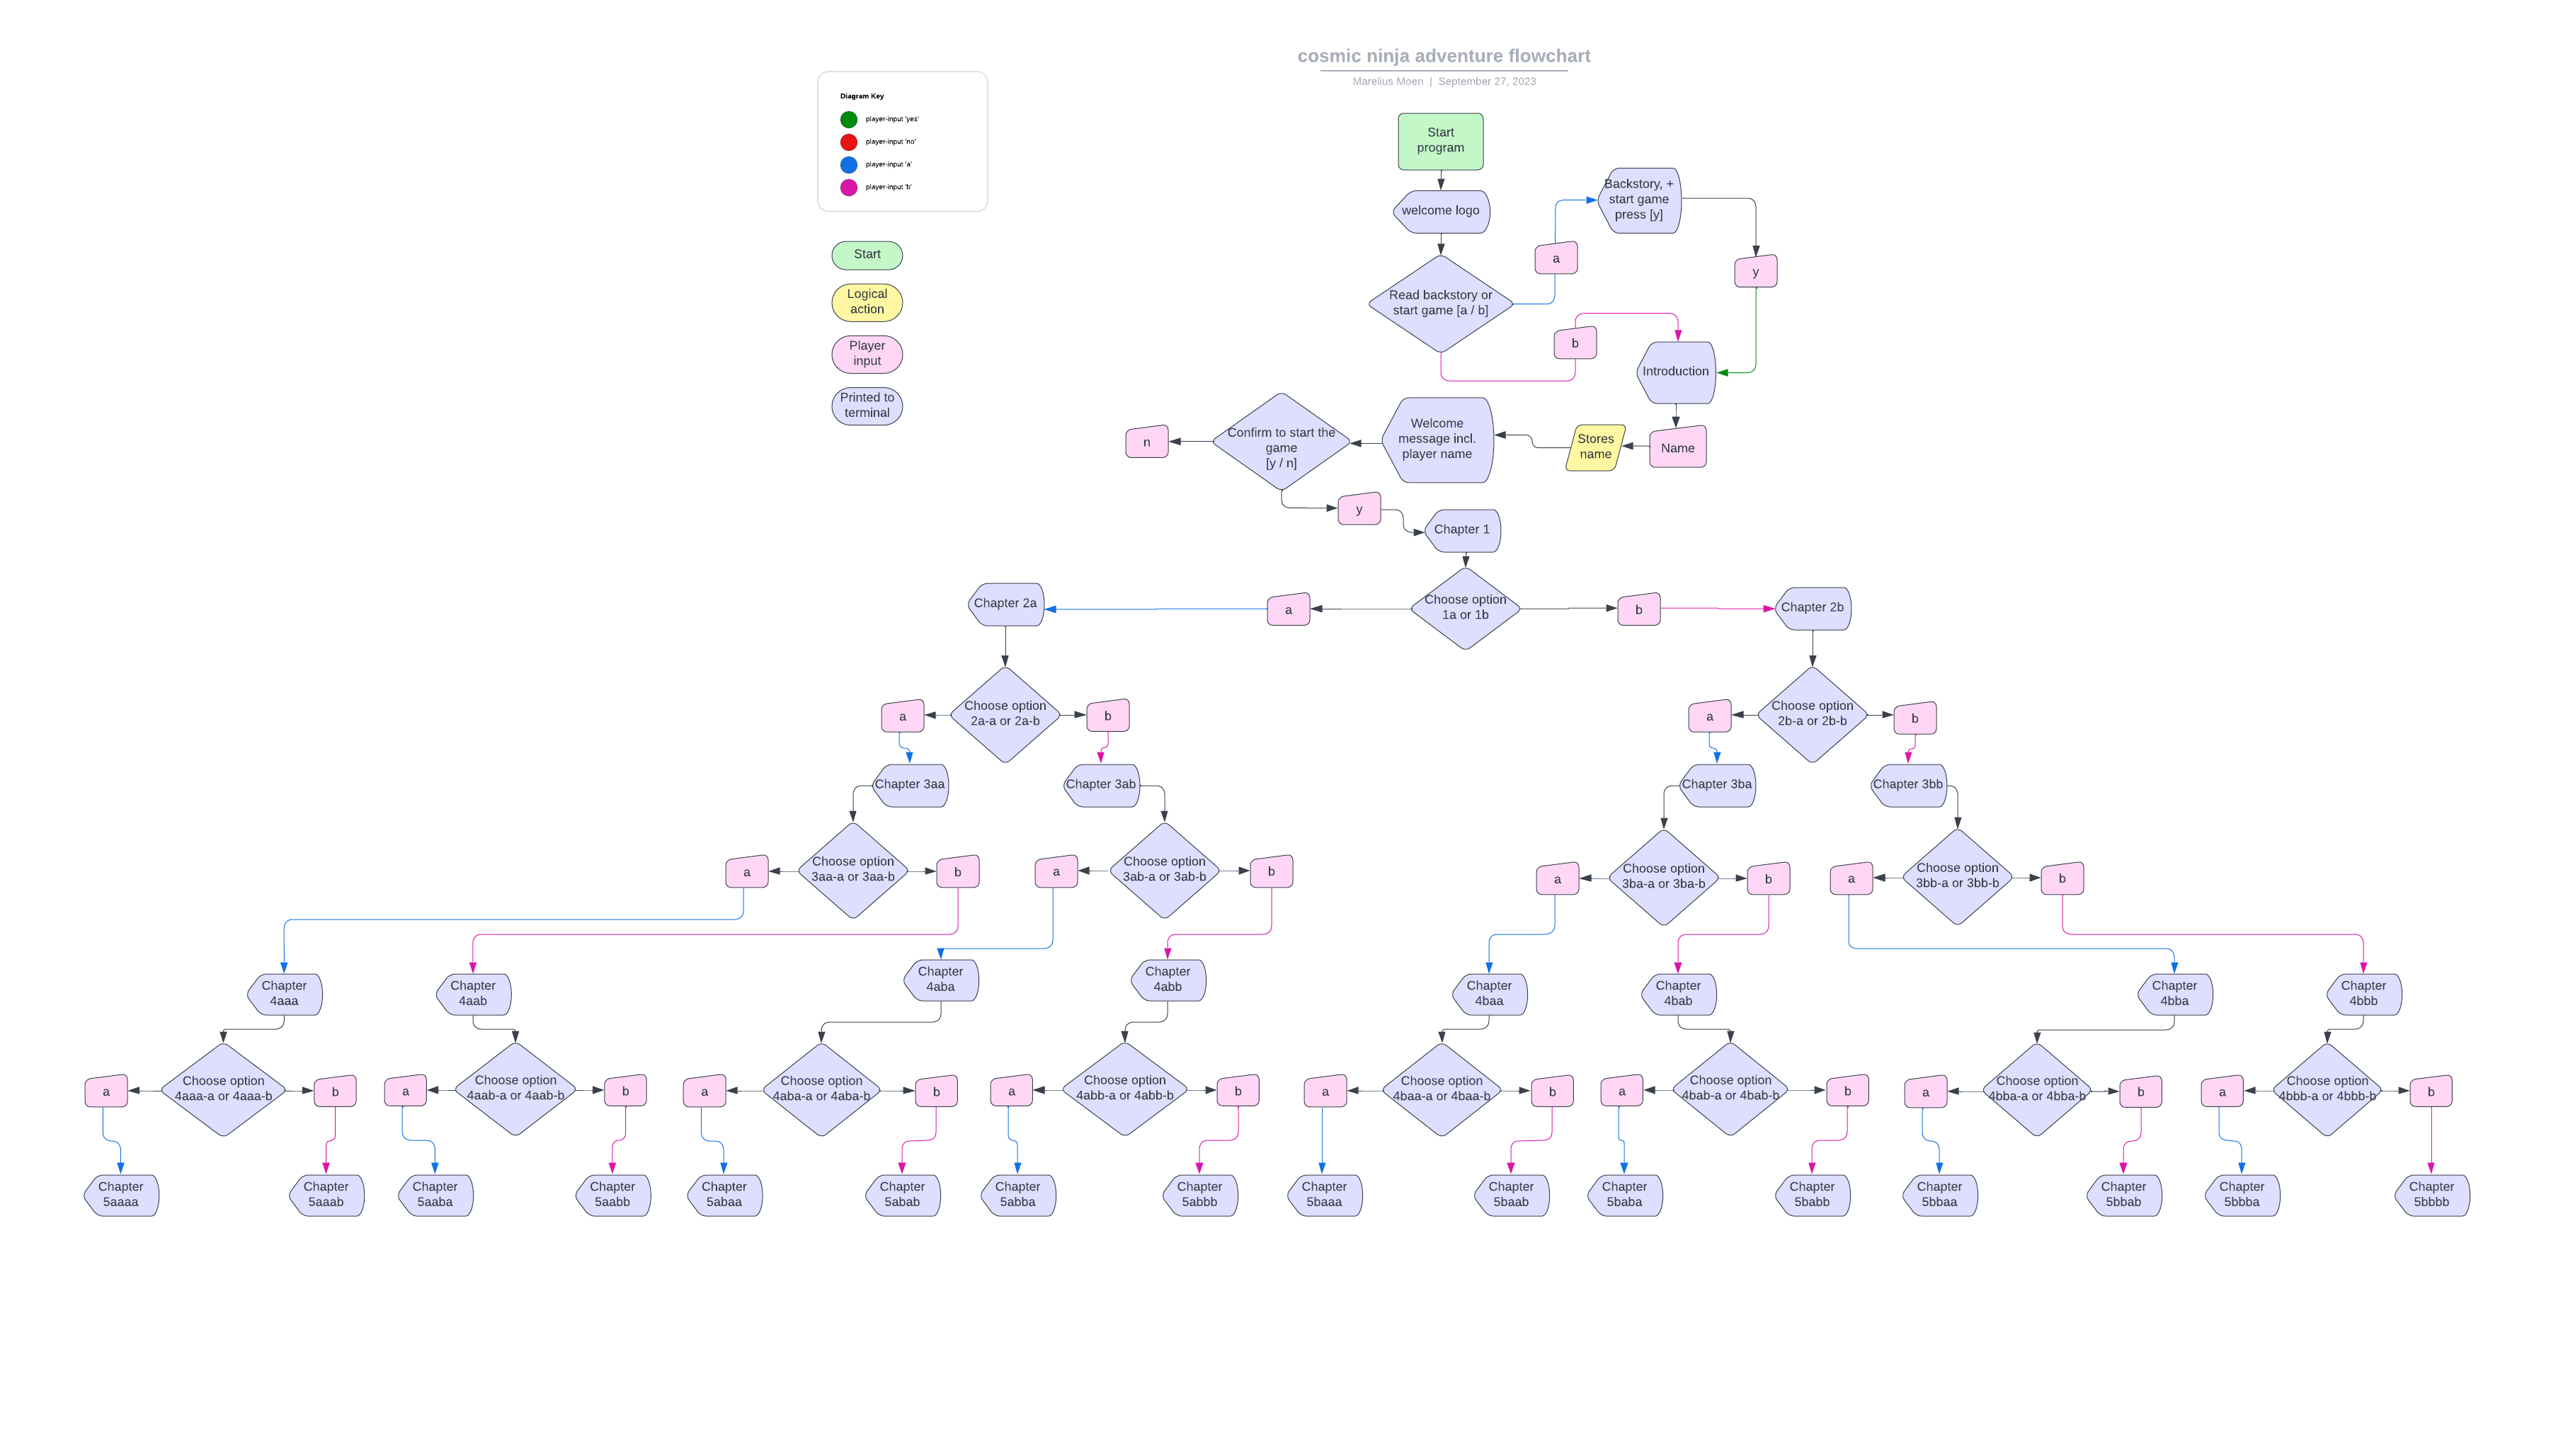 cosmic ninja adventure flowchart
Marelius Moen | September 27, 2023
Diagram Key
player-input 'yes'
player-input 'no'
player-input 'a'
player-input 'b'
Start
Logical
action
Player
input
Printed to
terminal
Start
program
welcome logo
Read backstory or
start game [a / b]
a
Backstory, +
start game
press [y]
y
b
Introduction
Name
Stores
name
Welcome
message incl.
player name
Confirm to start the
game
[y / n]
n
y
Chapter 1
Choose option
1a or 1b
a
b
Chapter 2a
Chapter 2b
Choose option
2a-a or 2a-b
a
b
Choose option
2b-a or 2b-b
a
b
Chapter 3aa
Chapter 3ab
Chapter 3ba
Chapter 3bb
a
Choose option
3aa-a or 3aa-b
b
a
Choose option
3ab-a or 3ab-b
b
a
Choose option
3ba-a or 3ba-b
b
a
Choose option
3bb-a or 3bb-b
b
Chapter
4aaa
Chapter
4aab
Chapter
4aba
Chapter
4abb
Chapter
4baa
Chapter
4bab
Chapter
4bba
Chapter
4bbb
a
Choose option
4aaa-a or 4aaa-b
b
a
Choose option
4aab-a or 4aab-b
b
a
Choose option
4aba-a or 4aba-b
b
a
Choose option
4abb-a or 4abb-b
b
a
Choose option
4baa-a or 4baa-b
b
a
Choose option
4bab-a or 4bab-b
b
a
Choose option
4bba-a or 4bba-b
b
a
Choose option
4bbb-a or 4bbb-b
b
Chapter
5aaaa
Chapter
5aaab
Chapter
5aaba
Chapter
5aabb
Chapter
5abaa
Chapter
5abab
Chapter
5abba
Chapter
5abbb
Chapter
5baaa
Chapter
5baab
Chapter
5baba
Chapter
5babb
Chapter
5bbaa
Chapter
5bbab
Chapter
5bbba
Chapter
5bbbb